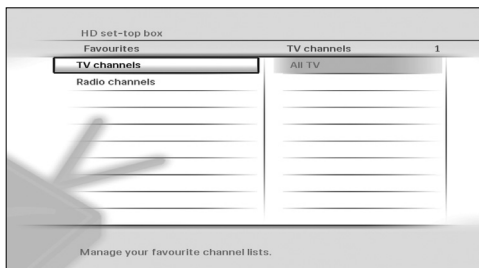 HD set-top box
Favourites TV channels 1
TV channels All TV
Radio channels
Manage your favourite channel lists.